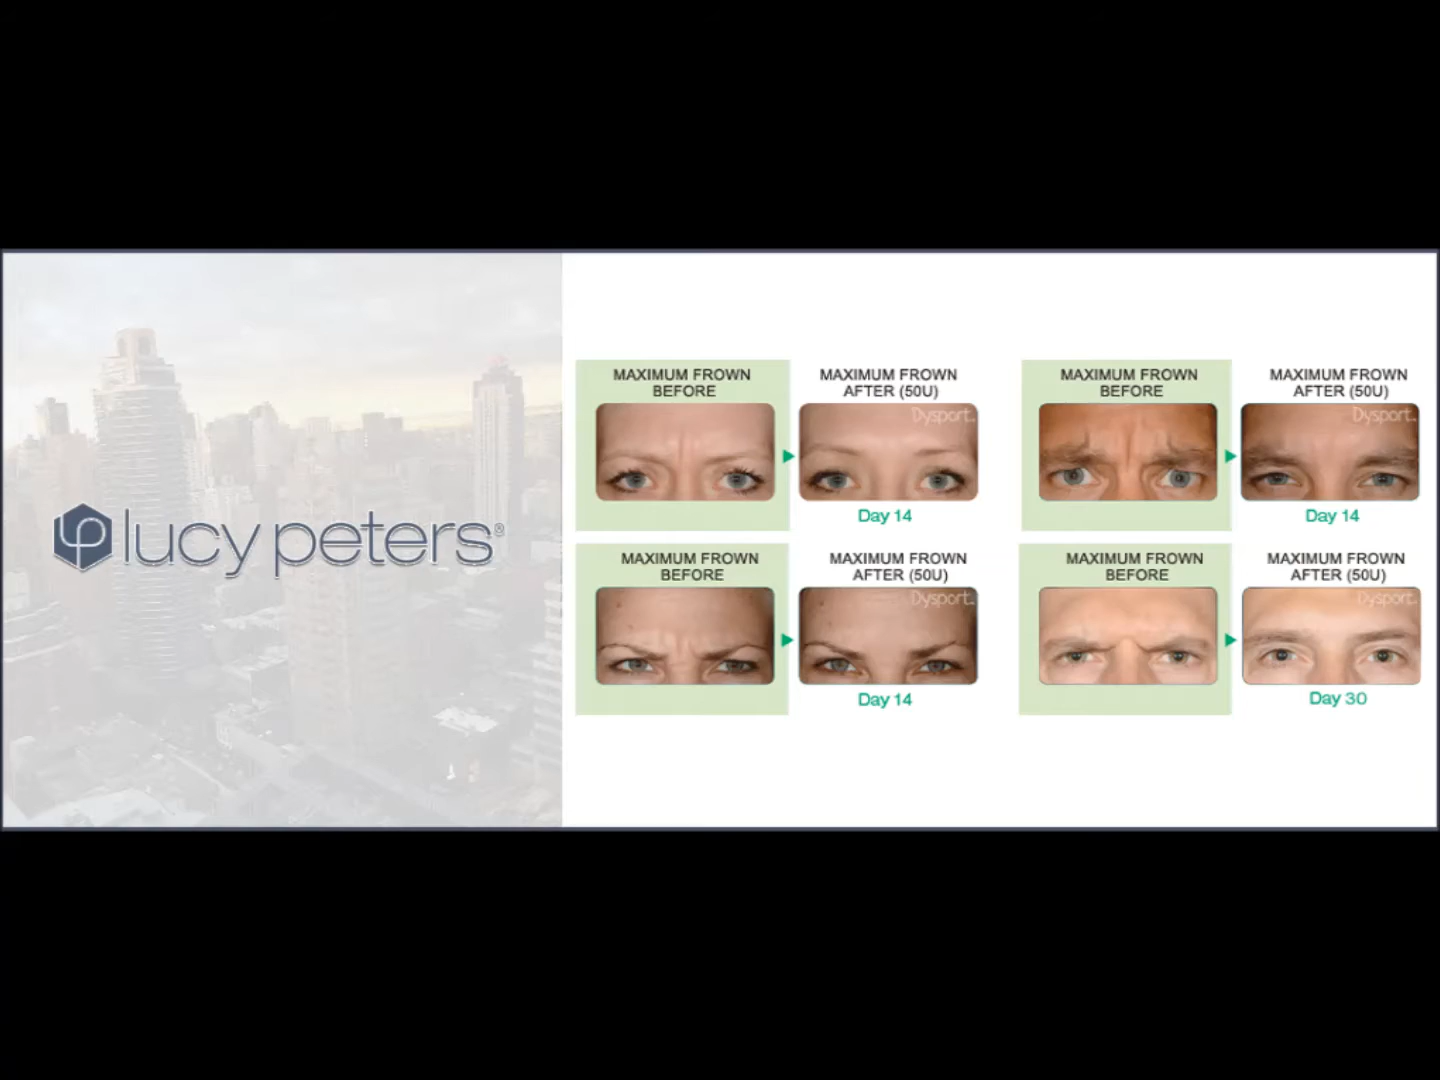 lucy peters®
MAXIMUM FROWN
BEFORE
MAXIMUM FROWN
AFTER (50U)
Dysport
Day 14
MAXIMUM FROWN
BEFORE
MAXIMUM FROWN
AFTER (50U)
Dysport
Day 14
MAXIMUM FROWN
BEFORE
MAXIMUM FROWN
AFTER (50U)
Dysport
Day 14
MAXIMUM FROWN
BEFORE
MAXIMUM FROWN
AFTER (50U)
Dysport
Day 30